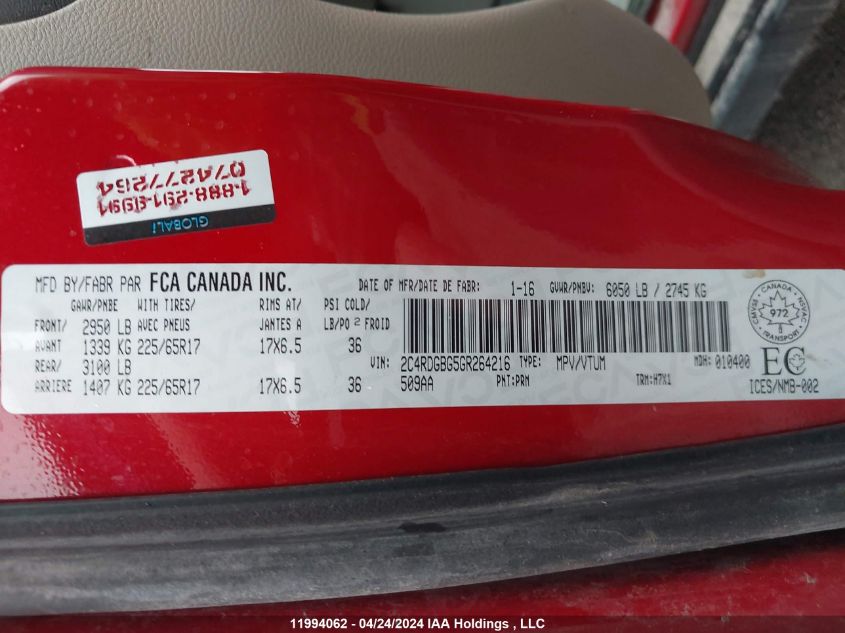 GLOBALi
1-888-291-8991
07A277264
MFD BY/FABR PAR FCA CANADA INC. DATE OF MFR/DATE DE FABR: 1-16 GVWR/PNBV: 6050 LB / 2745 KG
GAWR/PNBE WITH TIRES/ RIMS AT/ PSI COLD/
FRONT/ 2950 LB AVEC PNEUS JANTES A LB/PO 2 FROID
AVANT 1339 KG 225/65R17 17X6.5 36
REAR/ 3100 LB
ARRIERE 1407 KG 225/65R17 17X6.5 36
VIN: 2C4RDGBG5GR264216 TYPE: MPV/VTUM MDH: 010400
509AA PNT:PRM TRM:H7X1
CANADA
972
TRANSPORT
EC
ICES/NMB-002
11994062 - 04/24/2024 IAA Holdings , LLC